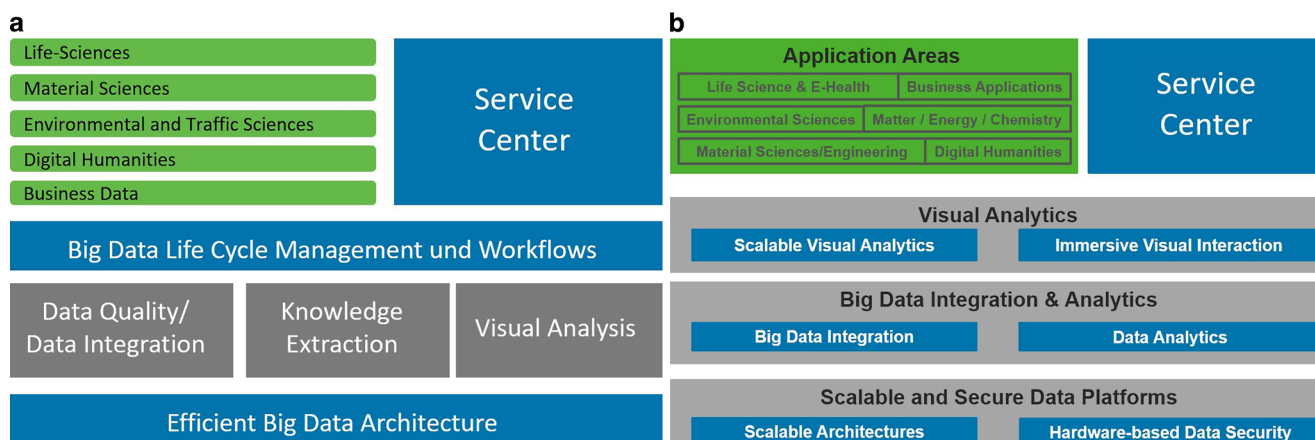 a
Life-Sciences
Material Sciences
Environmental and Traffic Sciences
Digital Humanities
Business Data
Service
Center
Big Data Life Cycle Management und Workflows
Data Quality/
Data Integration
Knowledge
Extraction
Visual Analysis
Efficient Big Data Architecture
b
Application Areas
Life Science & E-Health
Business Applications
Environmental Sciences
Matter / Energy / Chemistry
Material Sciences/Engineering
Digital Humanities
Service
Center
Visual Analytics
Scalable Visual Analytics
Immersive Visual Interaction
Big Data Integration & Analytics
Big Data Integration
Data Analytics
Scalable and Secure Data Platforms
Scalable Architectures
Hardware-based Data Security